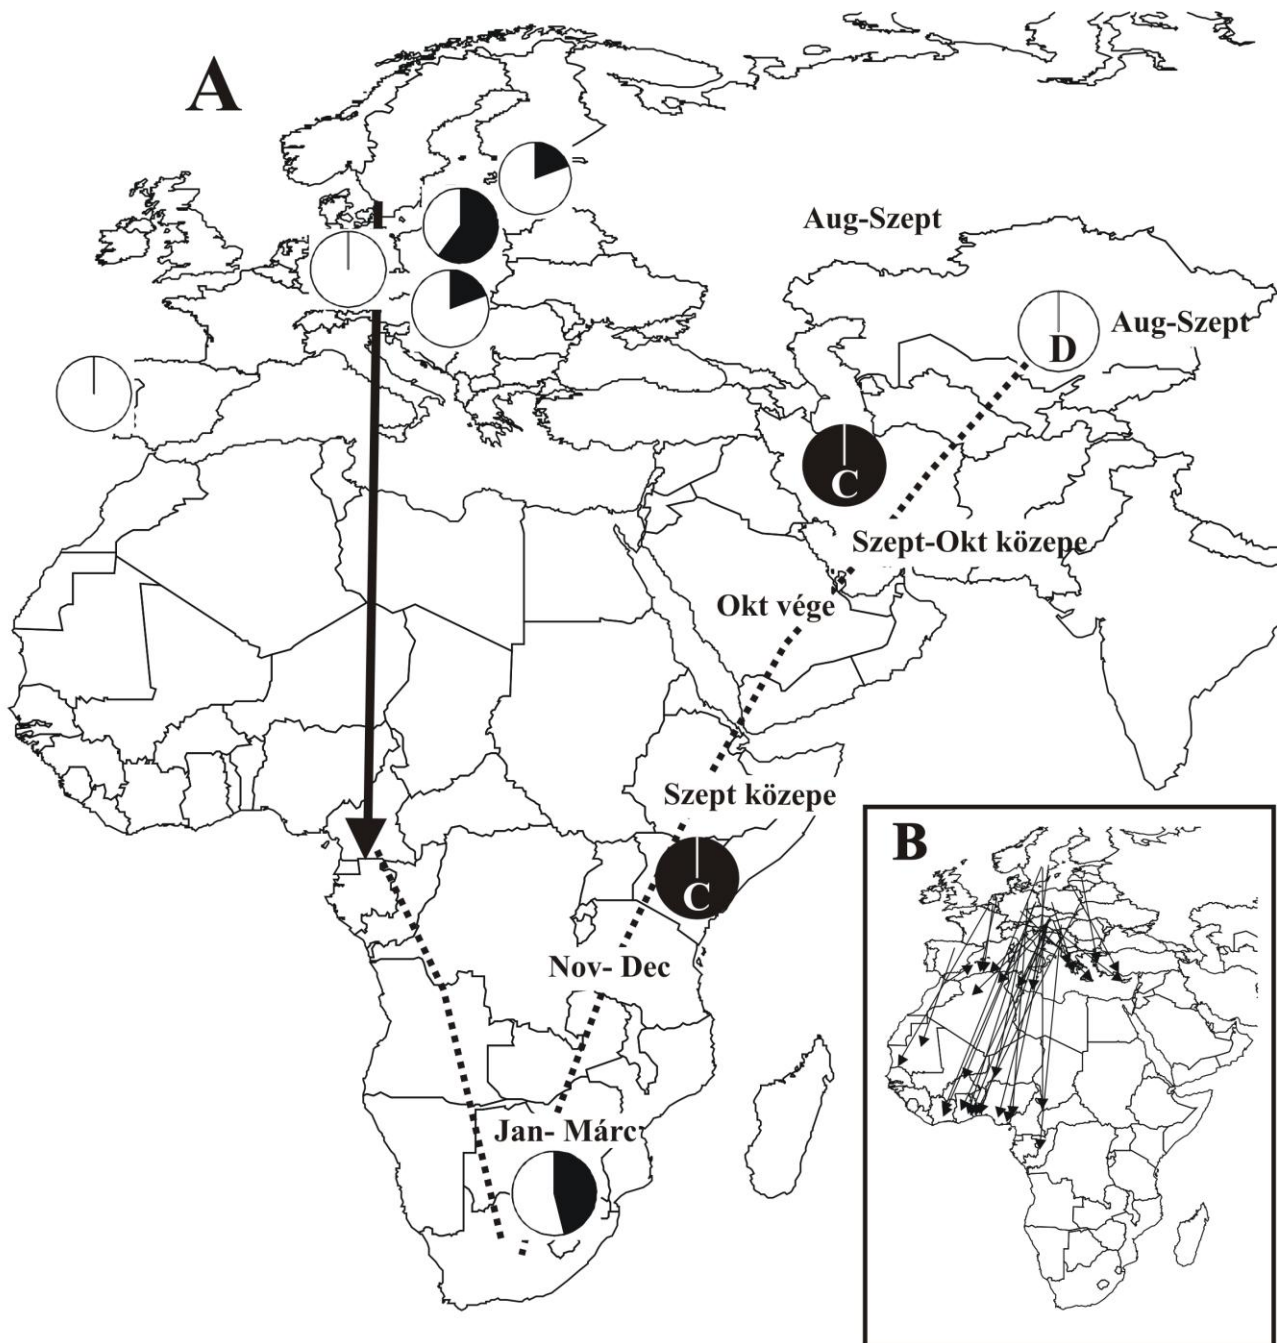 A
Aug-Szept
D
Aug-Szept
C
Szept-Okt közepe
Okt vége
Szept közepe
C
B
Nov- Dec
Jan- Márc